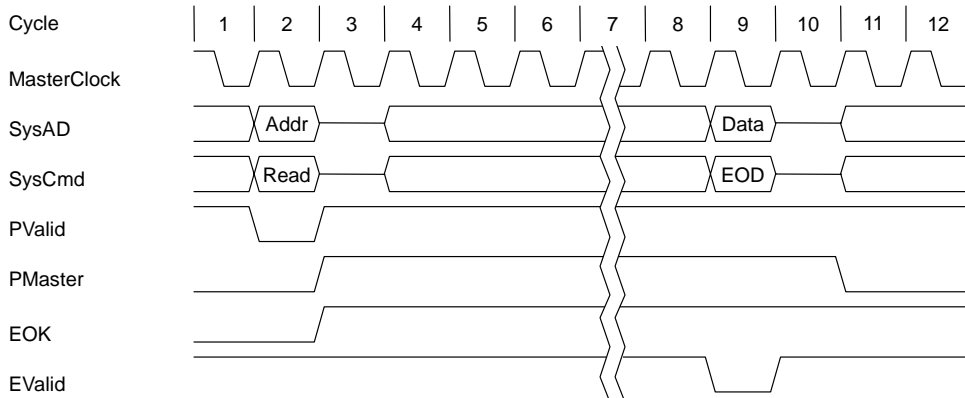 Cycle 1 2 3 4 5 6 7 8 9 10 11 12
MasterClock
SysAD Addr Data
SysCmd Read EOD
PValid
PMaster
EOK
EValid